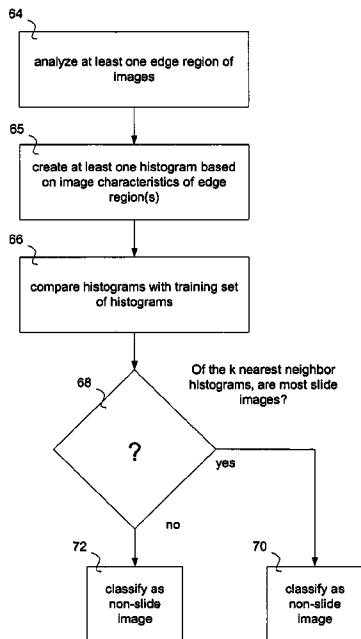 64
analyze at least one edge region of
images
65
create at least one histogram based
on image characteristics of edge
region(s)
66
compare histograms with training set
of histograms
68
Of the k nearest neighbor
histograms, are most slide
images?
?
yes
no
72
classify as
non-slide
image
70
classify as
non-slide
image